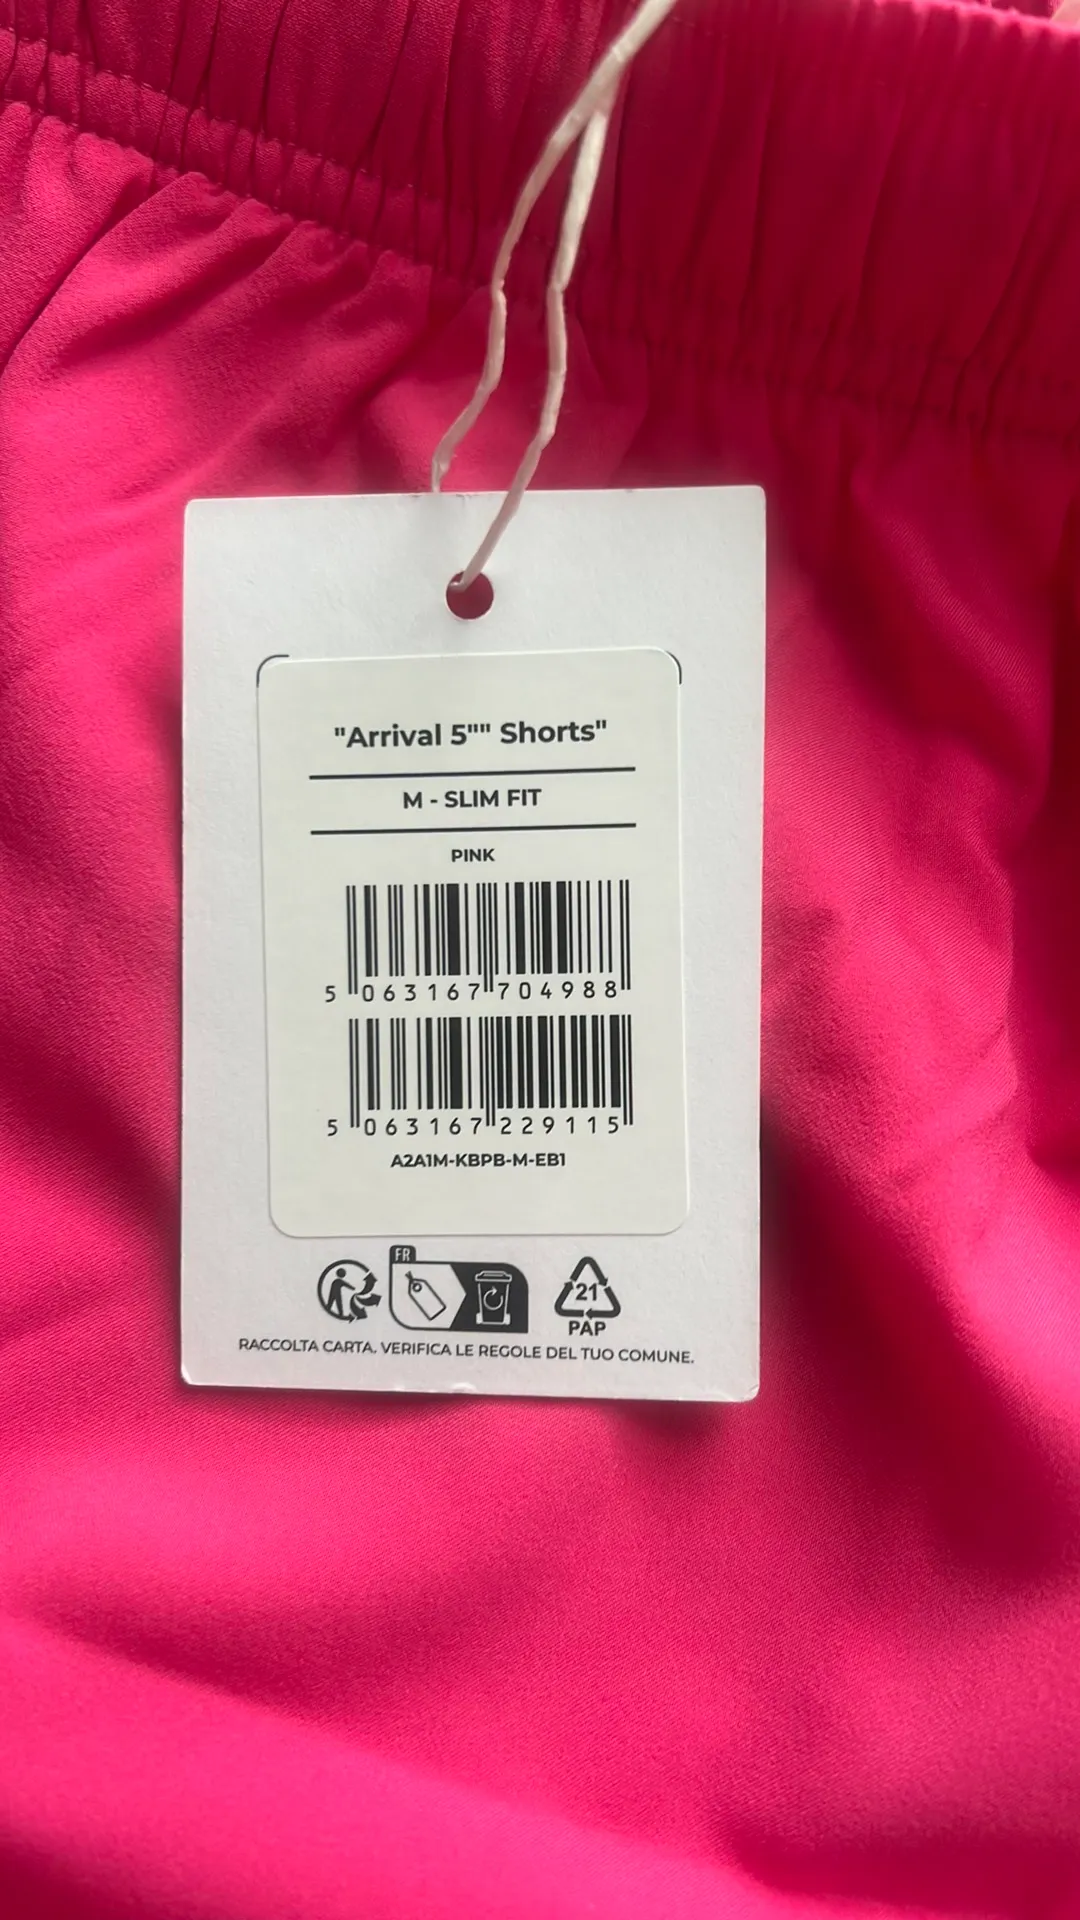 "Arrival 5"" Shorts"
M - SLIM FIT
PINK
5 063167 704988
5 063167 229115
A2A1M-KBPB-M-EB1
FR
21
PAP
RACCOLTA CARTA. VERIFICA LE REGOLE DEL TUO COMUNE.